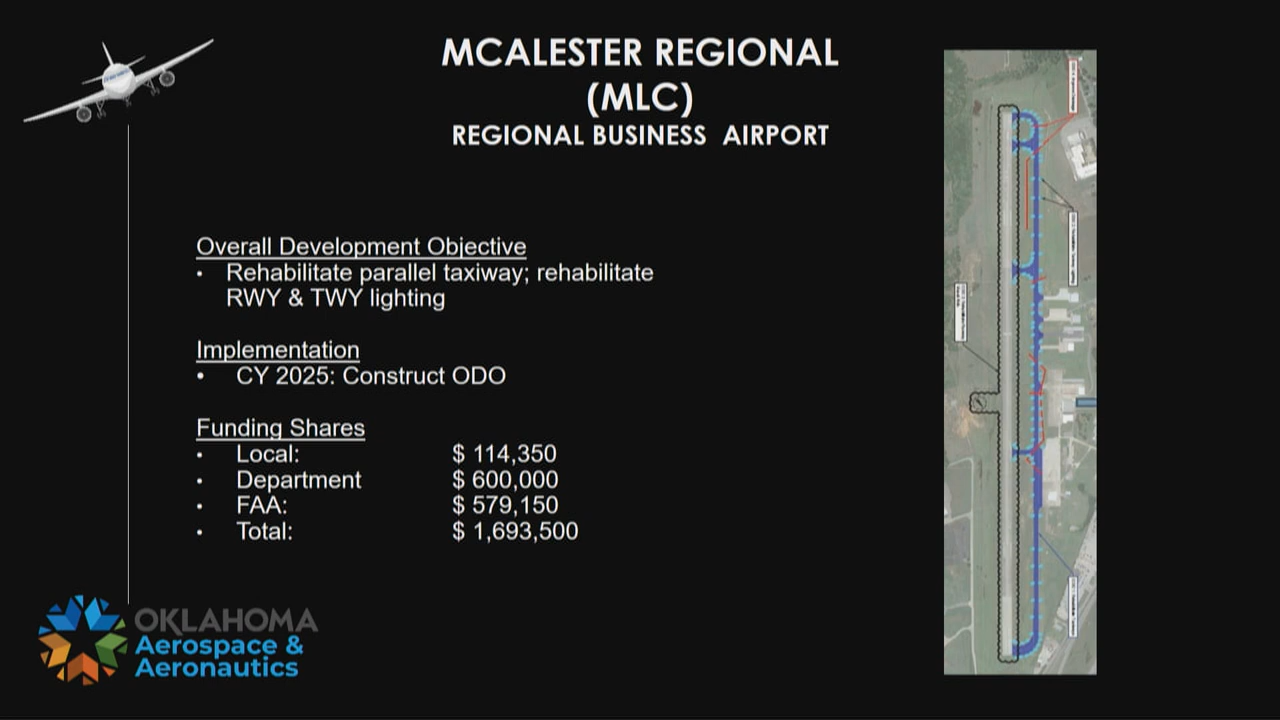 MCALESTER REGIONAL
(MLC)
REGIONAL BUSINESS AIRPORT
Overall Development Objective
• Rehabilitate parallel taxiway; rehabilitate
RWY & TWY lighting
Implementation
• CY 2025: Construct ODO
Funding Shares
• Local: $ 114,350
• Department $ 600,000
• FAA: $ 579,150
• Total: $ 1,693,500
OKLAHOMA
Aerospace &
Aeronautics